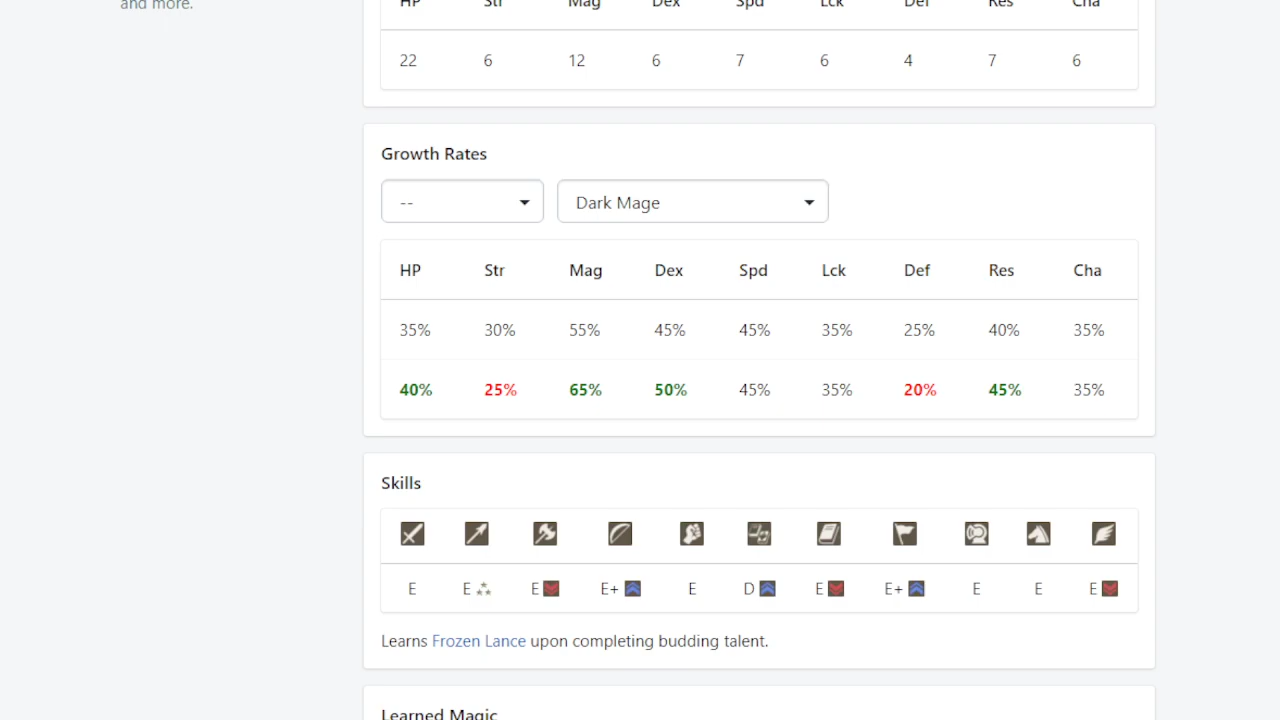 and more.
HP Str Mag Dex Spd Lck Def Res Cha
22 6 12 6 7 6 4 7 6
Growth Rates
-- Dark Mage
HP Str Mag Dex Spd Lck Def Res Cha
35% 30% 55% 45% 45% 35% 25% 40% 35%
40% 25% 65% 50% 45% 35% 20% 45% 35%
Skills
E E E E+ E D E E+ E E E
Learns Frozen Lance upon completing budding talent.
Learned Magic